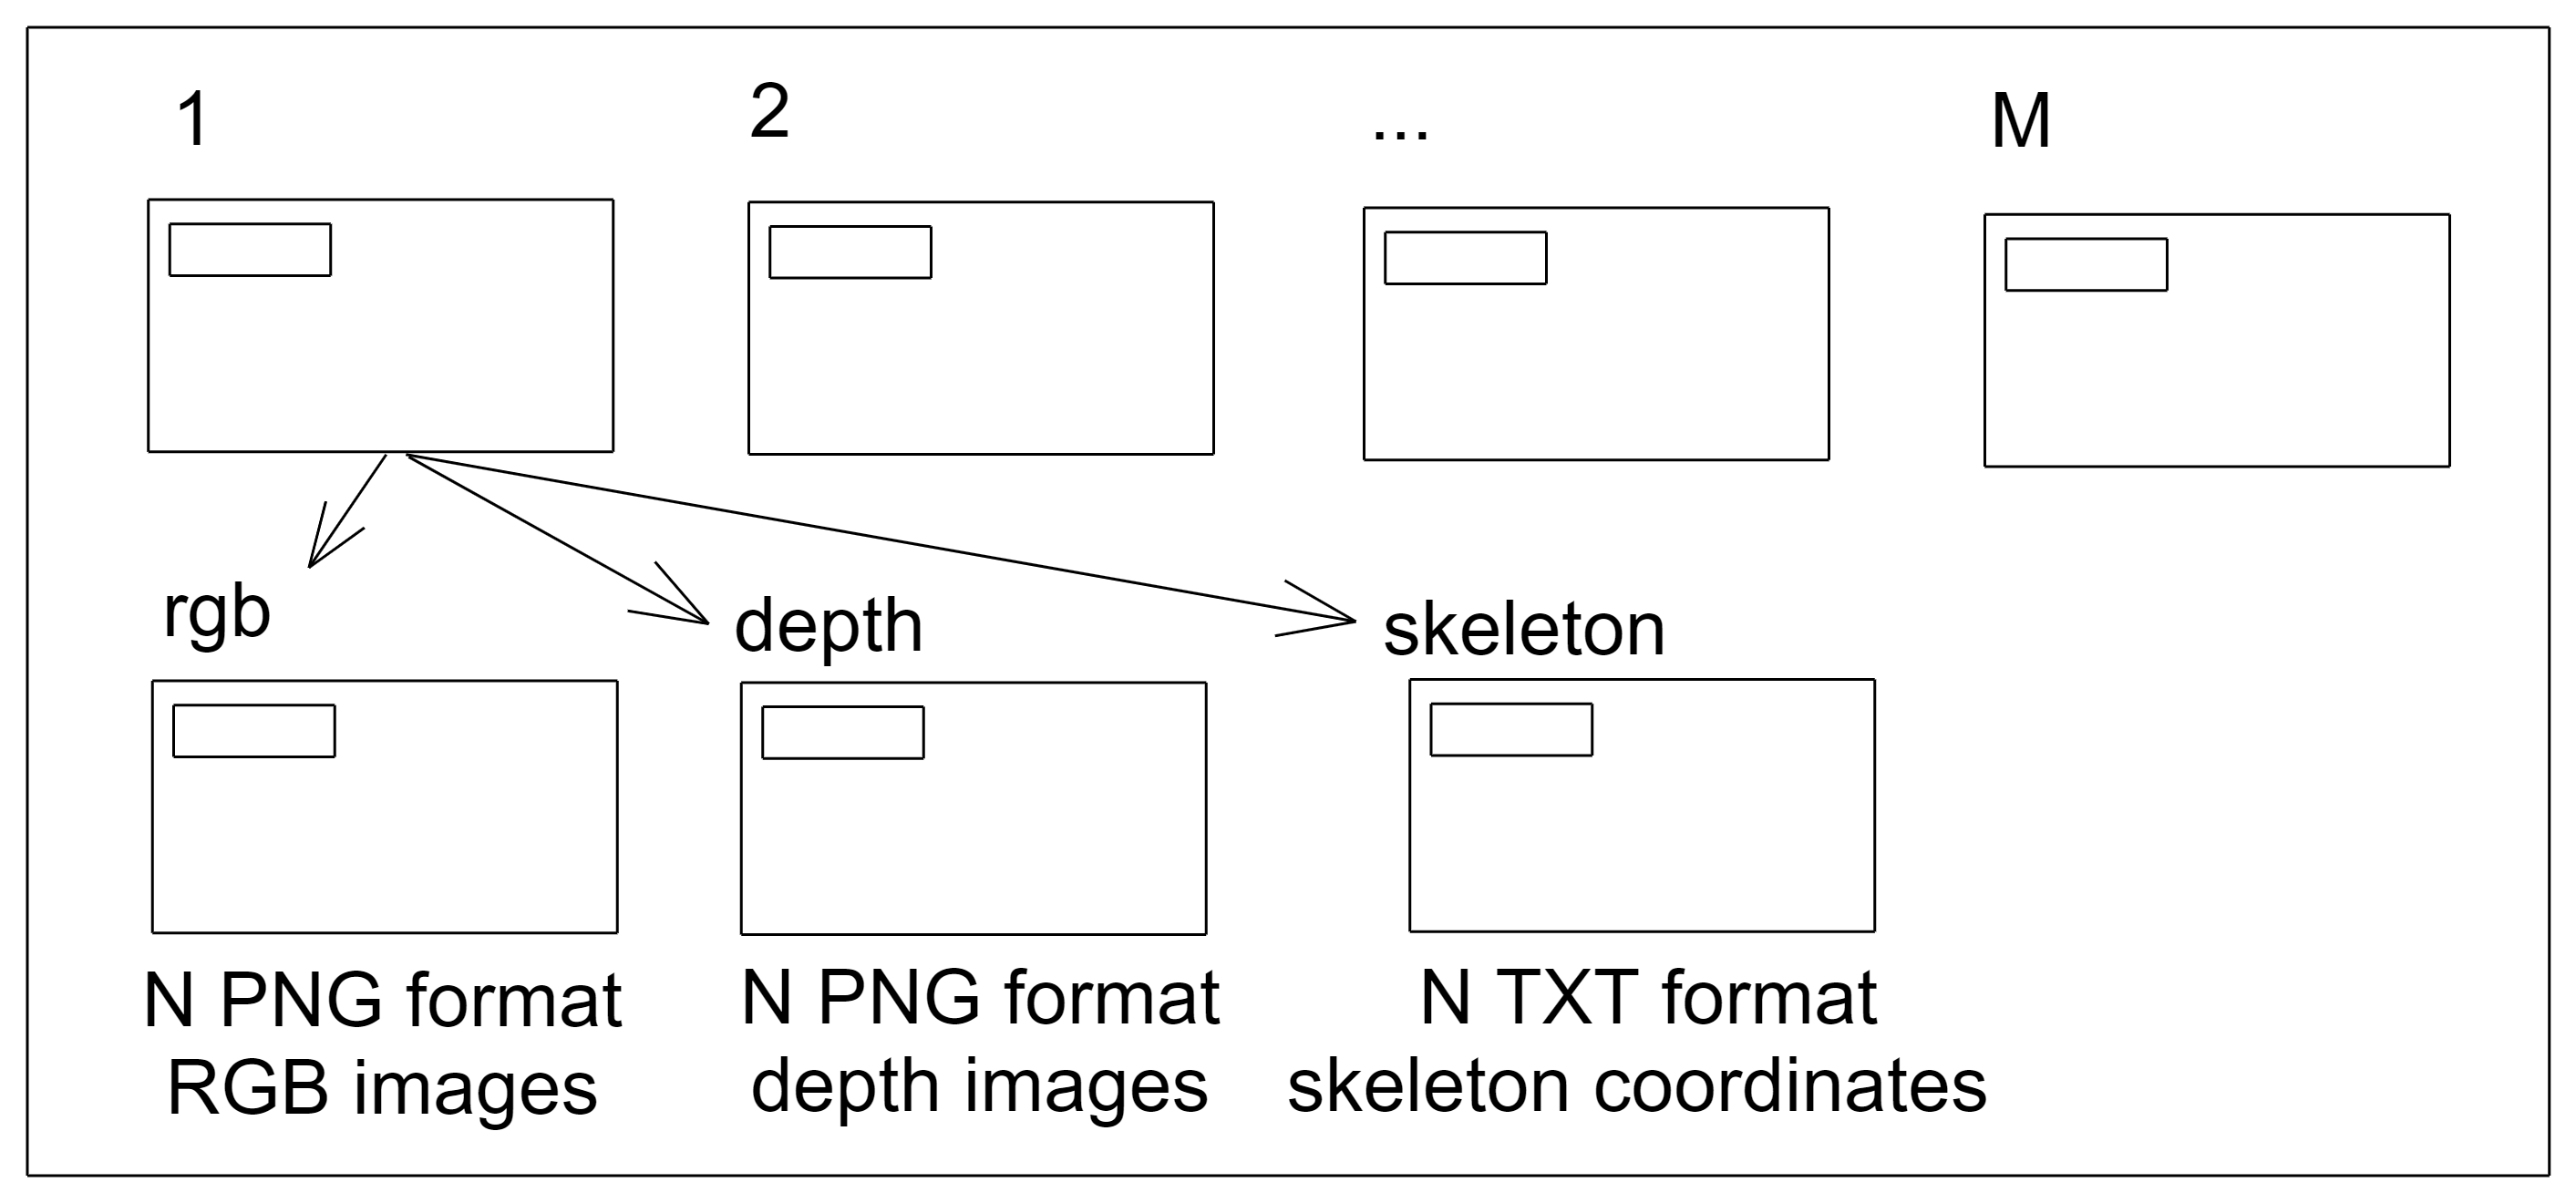 1
2
...
M
rgb
depth
skeleton
N PNG format
RGB images
N PNG format
depth images
N TXT format
skeleton coordinates